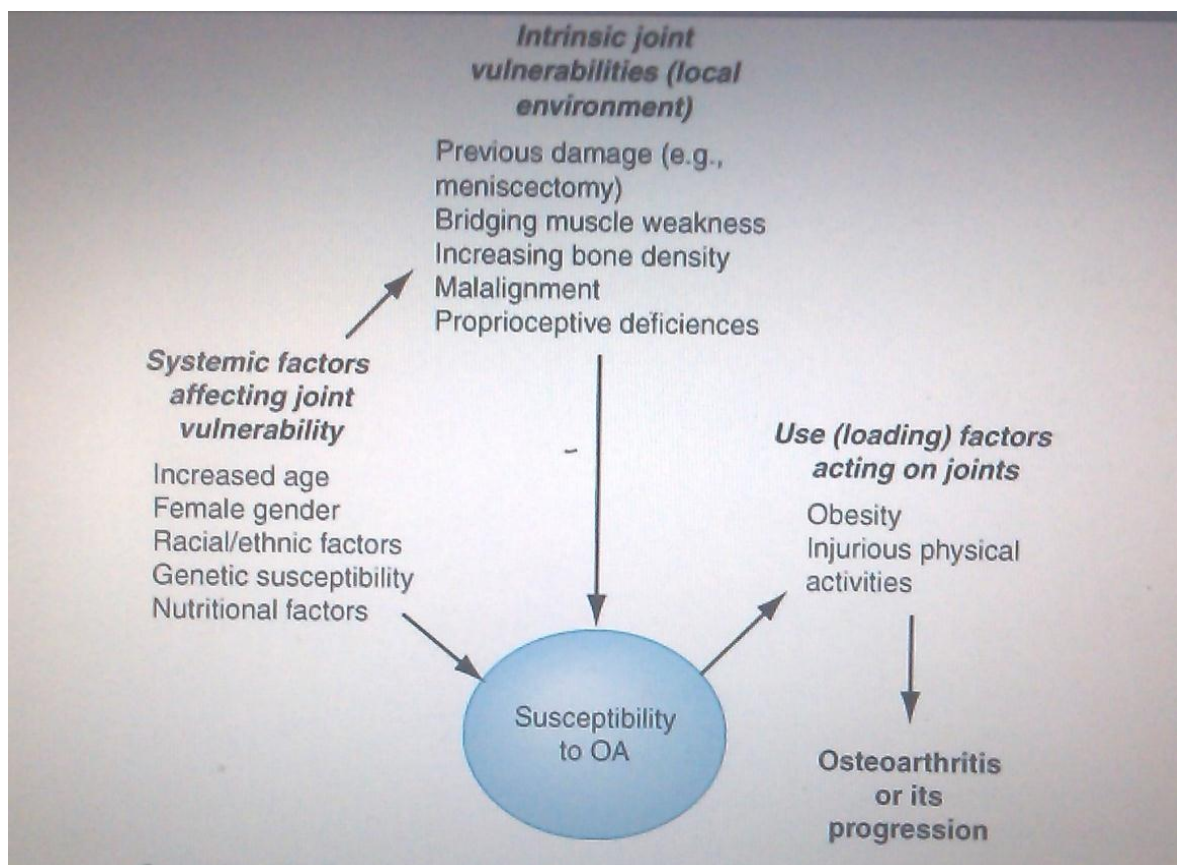 Intrinsic joint
vulnerabilities (local
environment)
Previous damage (e.g.,
meniscectomy)
Bridging muscle weakness
Increasing bone density
Malalignment
Proprioceptive deficiences
Systemic factors
affecting joint
vulnerability
Increased age
Female gender
Racial/ethnic factors
Genetic susceptibility
Nutritional factors
Susceptibility
to OA
Use (loading) factors
acting on joints
Obesity
Injurious physical
activities
Osteoarthritis
or its
progression